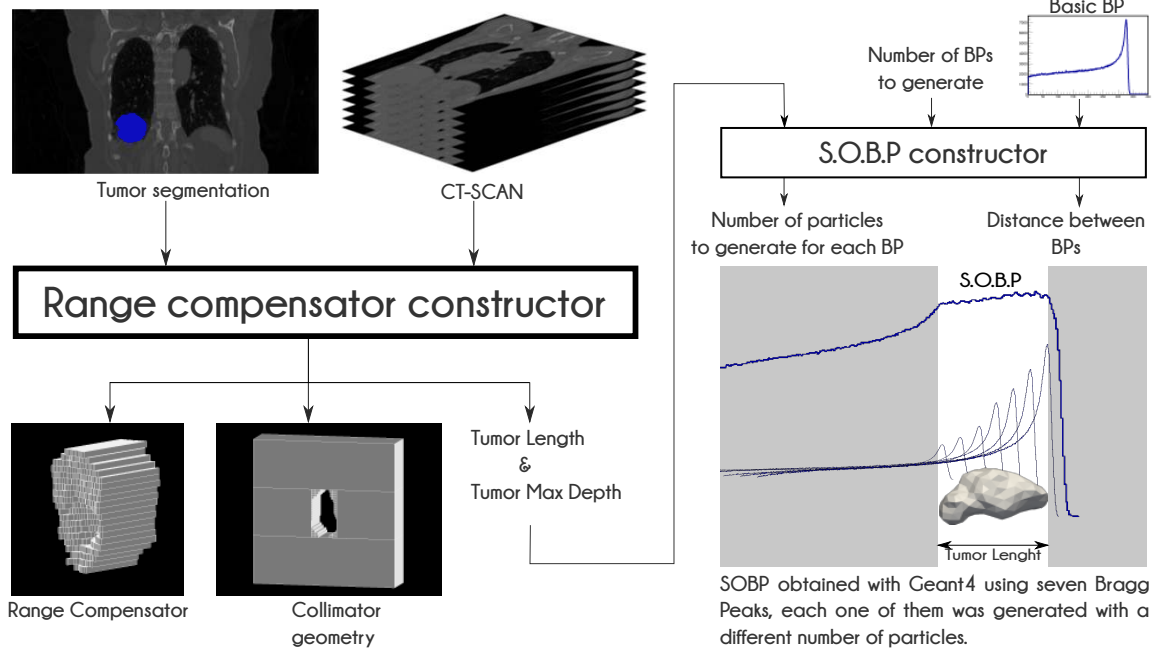 Tumor segmentation
CT-SCAN
Range compensator constructor
Range Compensator
Collimator
geometry
Tumor Length
&
Tumor Max Depth
Number of BPs
to generate
Basic BP
S.O.B.P constructor
Number of particles
to generate for each BP
Distance between
BPs
S.O.B.P
Tumor Lenght
SOBP obtained with Geant4 using seven Bragg
Peaks, each one of them was generated with a
different number of particles.